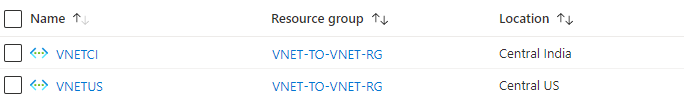 Name ↑↓ Resource group ↑↓ Location ↑↓
VNETCI VNET-TO-VNET-RG Central India
VNETUS VNET-TO-VNET-RG Central US